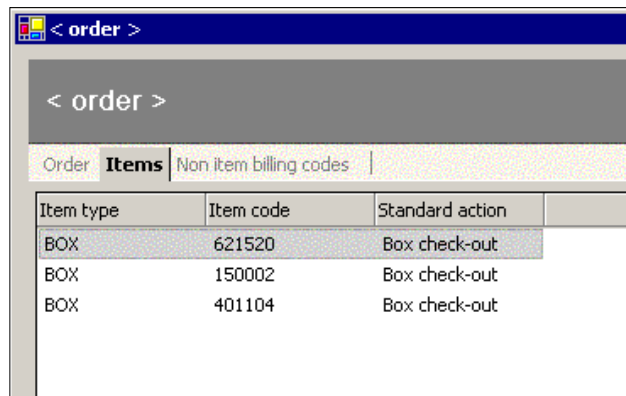 < order >
< order >
Order Items Non item billing codes
Item type Item code Standard action
BOX 621520 Box check-out
BOX 150002 Box check-out
BOX 401104 Box check-out